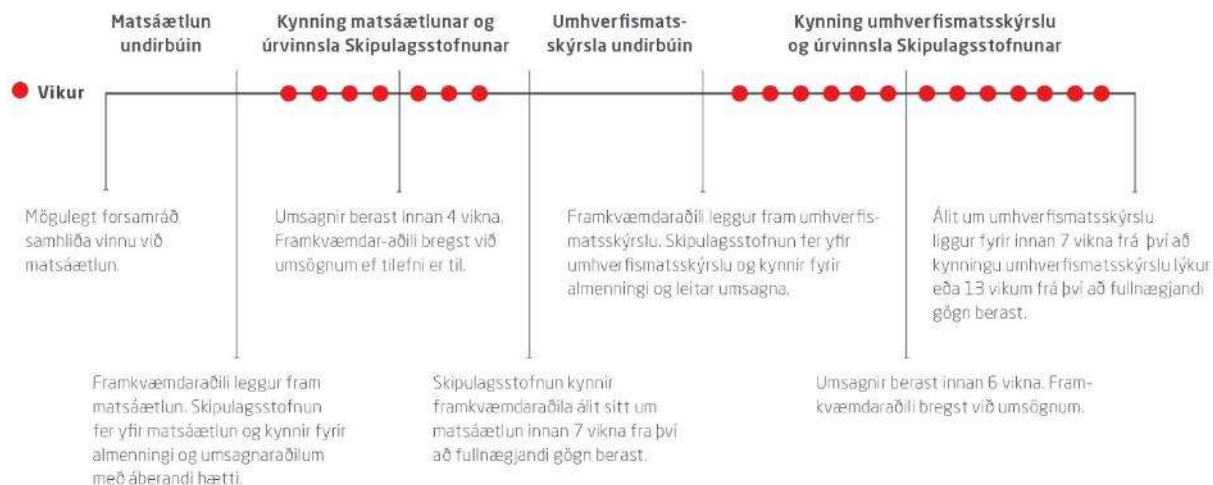 Matsáætlun
undirbúin
Kynning matsáætlunar og
úrvinnsla Skipulagsstofnunar
Umhverfismats-
skýrsla undirbúin
Kynning umhverfismatsskýrslu
og úrvinnsla Skipulagsstofnunar
Vikur
Mögulegt forsamráð
samhliða vinnu við
matsáætlun.
Umsagnir berast innan 4 vikna.
Framkvæmdar-aðili bregst við
umsögnum ef tilefni er til.
Framkvæmdaraðili leggur fram umhverfis-
matsskýrslu. Skipulagsstofnun fer yfir
umhverfismatsskýrslu og kynnir fyrir
almenningi og leitar umsagna.
Álit um umhverfismatsskýrslu
liggur fyrir innan 7 vikna frá því að
kynningu umhverfismatsskýrslu lýkur
eða 13 vikum frá því að fullnægjandi
gögn berast.
Framkvæmdaraðili leggur fram
matsáætlun. Skipulagsstofnun
fer yfir matsáætlun og kynnir fyrir
almenningi og umsagnaraðilum
með áberandi hætti.
Skipulagsstofnun kynnir
framkvæmdaraðila álit sitt um
matsáætlun innan 7 vikna fra því
að fullnægjandi gögn berast.
Umsagnir berast innan 6 vikna. Fram-
kvæmdaraðili bregst við umsögnum.